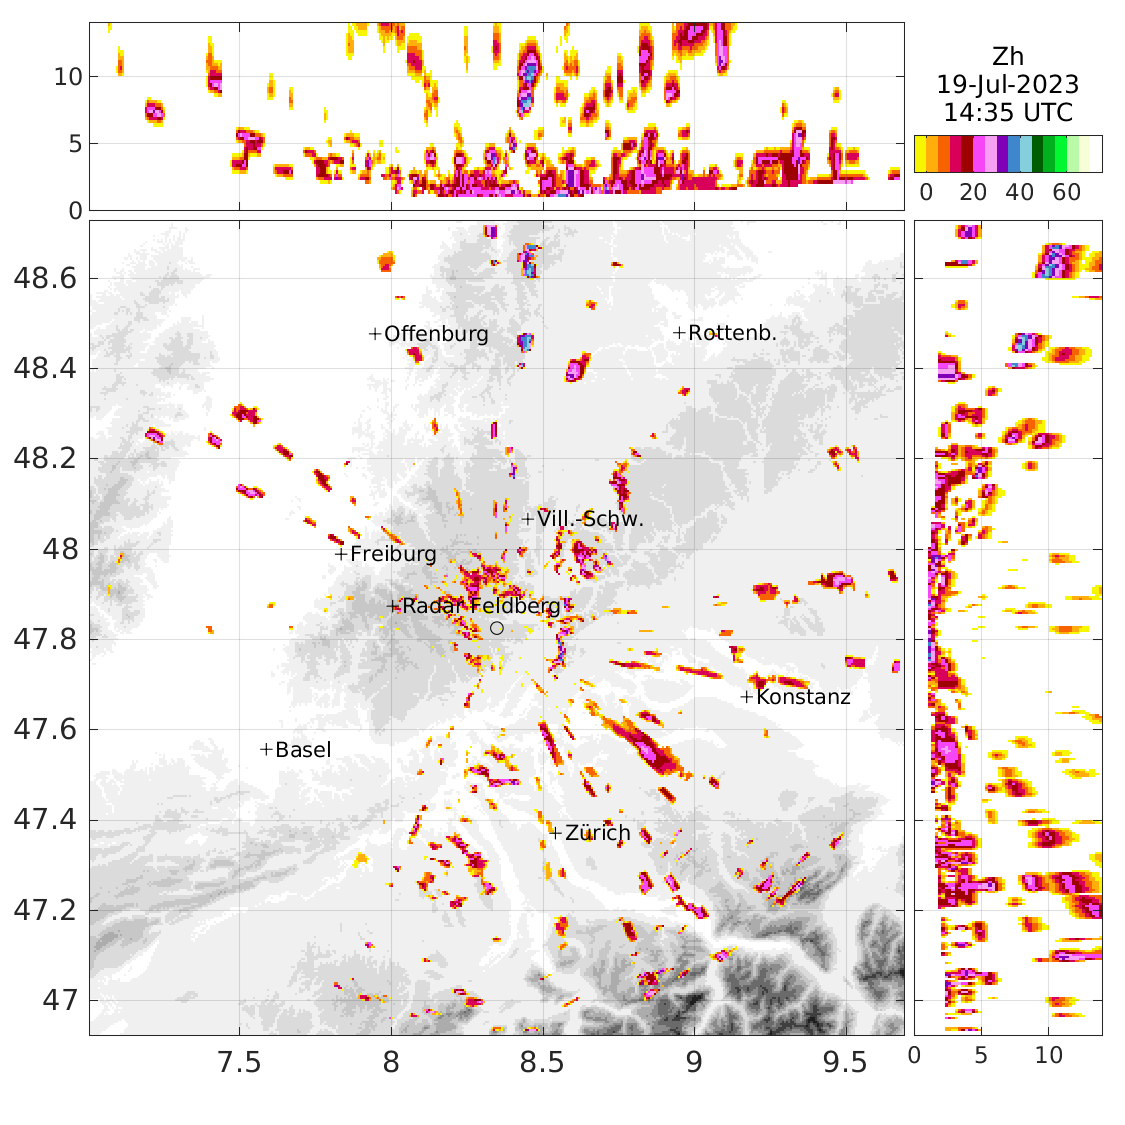 Zh
19-Jul-2023
14:35 UTC
0 20 40 60
10
5
0
48.6
48.4
48.2
48
47.8
47.6
47.4
47.2
47
+Offenburg
+Rottenb.
+Vill.-Schw.
+Freiburg
+Radar Feldberg
+Konstanz
+Basel
+Zürich
7.5 8 8.5 9 9.5
0 5 10